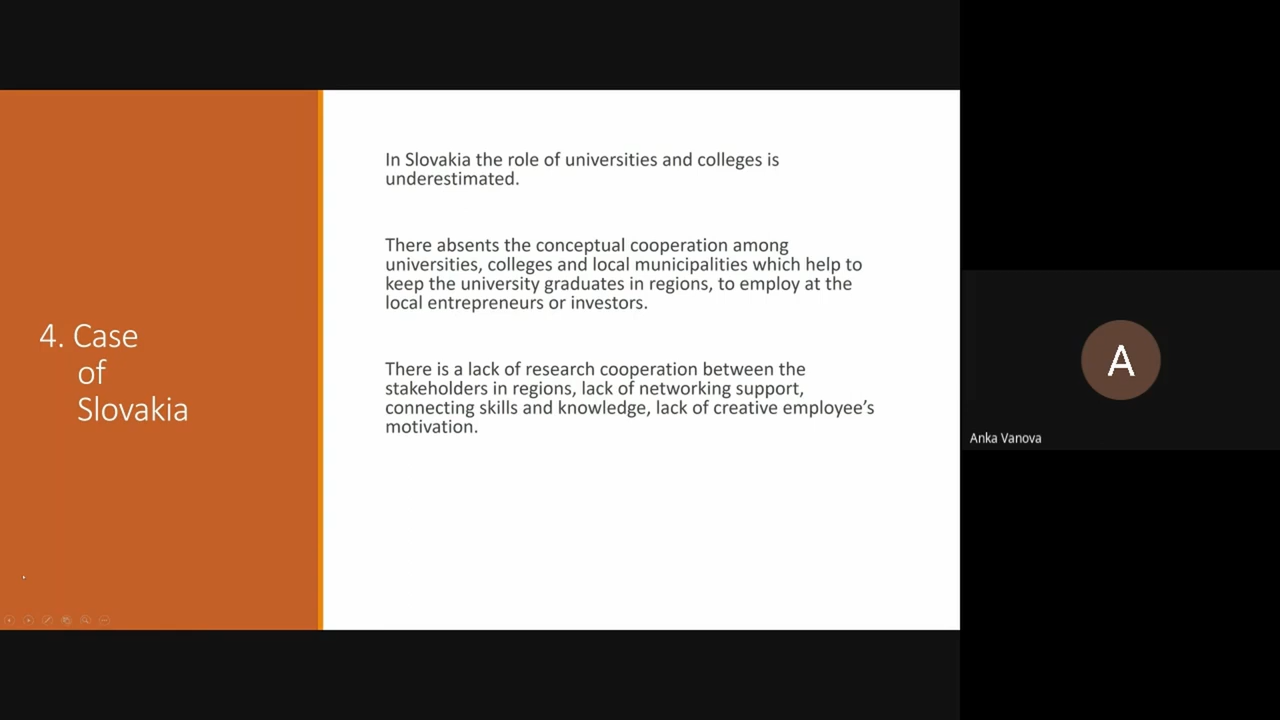 4. Case
of
Slovakia
In Slovakia the role of universities and colleges is
underestimated.
There absents the conceptual cooperation among
universities, colleges and local municipalities which help to
keep the university graduates in regions, to employ at the
local entrepreneurs or investors.
There is a lack of research cooperation between the
stakeholders in regions, lack of networking support,
connecting skills and knowledge, lack of creative employee’s
motivation.
A
Anka Vanova